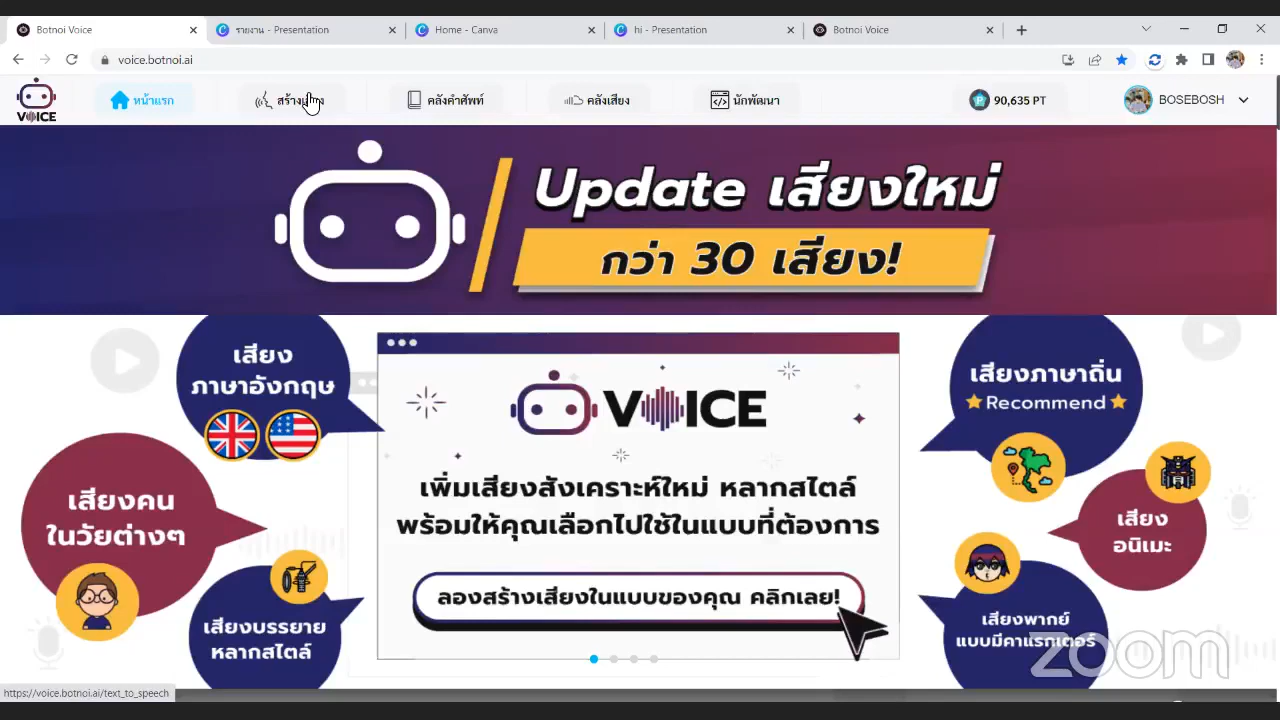 Botnoi Voice
รายงาน - Presentation
Home - Canva
hi - Presentation
Botnoi Voice
voice.botnoi.ai
VOICE
หน้าแรก
คลังคำศัพท์
คลังเสียง
นักพัฒนา
90,635 PT
BOSEBOSH
Update เสียงใหม่
กว่า 30 เสียง!
เสียง
ภาษาอังกฤษ
เสียงคน
ในวัยต่างๆ
เสียงบรรยาย
หลากสไตล์
VOICE
เพิ่มเสียงสังเคราะห์ใหม่ หลากสไตล์
พร้อมให้คุณเลือกไปใช้ในแบบที่ต้องการ
ลองสร้างเสียงในแบบของคุณ คลิกเลย!
เสียงภาษาถิ่น
Recommend
เสียง
อนิเมะ
เสียงพากย์
แบบมีคาแรกเตอร์
zoom
https://voice.botnoi.ai/text_to_speech